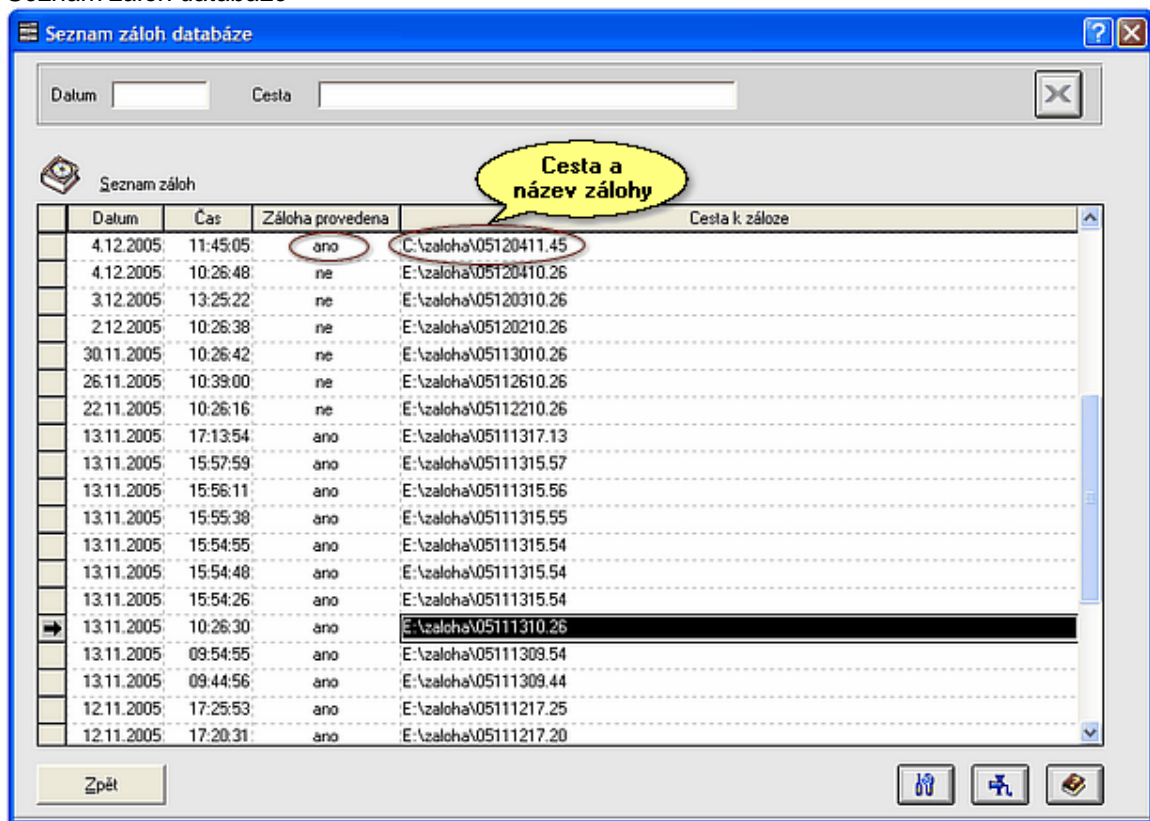 Seznam záloh databáze
Seznam záloh databáze
Datum Cesta
Cesta a
název zálohy
Seznam záloh
Datum Čas Záloha provedena Cesta k záloze
4.12.2005 11:45:05 ano C:\zaloha\05120411.45
4.12.2005 10:26:48 ne E:\zaloha\05120410.26
3.12.2005 13:25:22 ne E:\zaloha\05120310.26
2.12.2005 10:26:38 ne E:\zaloha\05120210.26
30.11.2005 10:26:42 ne E:\zaloha\05113010.26
26.11.2005 10:39:00 ne E:\zaloha\05112610.26
22.11.2005 10:26:16 ne E:\zaloha\05112210.26
13.11.2005 17:13:54 ano E:\zaloha\05111317.13
13.11.2005 15:57:59 ano E:\zaloha\05111315.57
13.11.2005 15:56:11 ano E:\zaloha\05111315.56
13.11.2005 15:55:38 ano E:\zaloha\05111315.55
13.11.2005 15:54:55 ano E:\zaloha\05111315.54
13.11.2005 15:54:48 ano E:\zaloha\05111315.54
13.11.2005 15:54:26 ano E:\zaloha\05111315.54
13.11.2005 10:26:30 ano E:\zaloha\05111310.26
13.11.2005 09:54:55 ano E:\zaloha\05111309.54
13.11.2005 09:44:56 ano E:\zaloha\05111309.44
12.11.2005 17:25:53 ano E:\zaloha\05111217.25
12.11.2005 17:20:31 ano E:\zaloha\05111217.20
Zpět